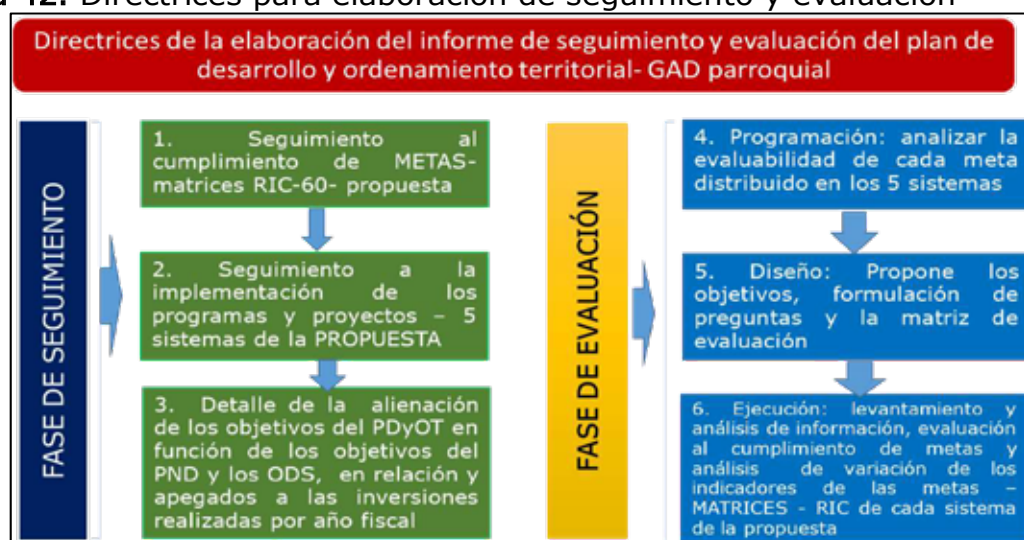 42. Directrices para elaboración de seguimiento y evaluación
Directrices de la elaboración del informe de seguimiento y evaluación del plan de
desarrollo y ordenamiento territorial- GAD parroquial
FASE DE SEGUIMIENTO
1. Seguimiento al
cumplimiento de METAS-
matrices RIC-60- propuesta
2. Seguimiento a la
implementación de los
programas y proyectos – 5
sistemas de la PROPUESTA
3. Detalle de la alienación
de los objetivos del PDyOT en
función de los objetivos del
PND y los ODS, en relación y
apegados a las inversiones
realizadas por año fiscal
FASE DE EVALUACIÓN
4. Programación: analizar la
evaluabilidad de cada meta
distribuido en los 5 sistemas
5. Diseño: Propone los
objetivos, formulación de
preguntas y la matriz de
evaluación
6. Ejecución: levantamiento y
análisis de información, evaluación
al cumplimiento de metas y
análisis de variación de los
indicadores de las metas –
MATRICES - RIC de cada sistema
de la propuesta